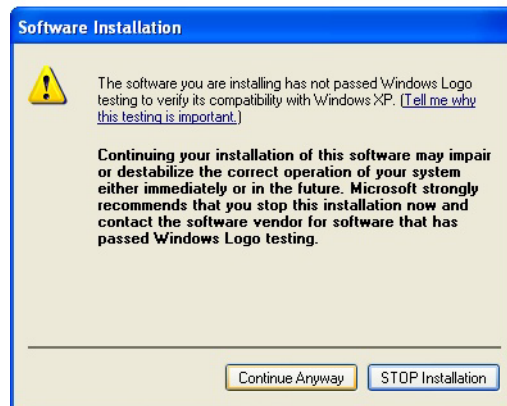 Software Installation
The software you are installing has not passed Windows Logo
testing to verify its compatibility with Windows XP. (Tell me why
this testing is important.)
Continuing your installation of this software may impair
or destabilize the correct operation of your system
either immediately or in the future. Microsoft strongly
recommends that you stop this installation now and
contact the software vendor for software that has
passed Windows Logo testing.
Continue Anyway
STOP Installation